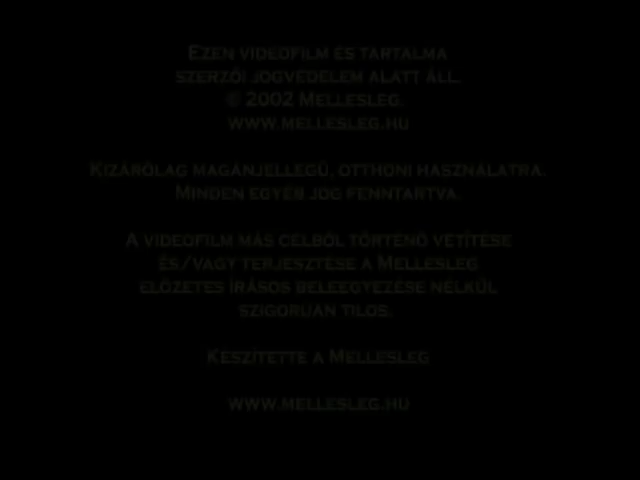 EZEN VIDEOFILM ÉS TARTALMA
SZERZŐI JOGVÉDELEM ALATT ÁLL.
© 2002 MELLESLEG.
WWW.MELLESLEG.HU
KIZÁRÓLAG MAGÁNJELLEGŰ, OTTHONI HASZNÁLATRA.
MINDEN EGYÉB JOG FENNTARTVA.
A VIDEOFILM MÁS CÉLBÓL TÖRTÉNŐ VETÍTÉSE
ÉS/VAGY TERJESZTÉSE A MELLESLEG
ELŐZETES ÍRÁSOS BELEEGYEZÉSE NÉLKÜL
SZIGORÚAN TILOS.
KÉSZÍTETTE A MELLESLEG
WWW.MELLESLEG.HU